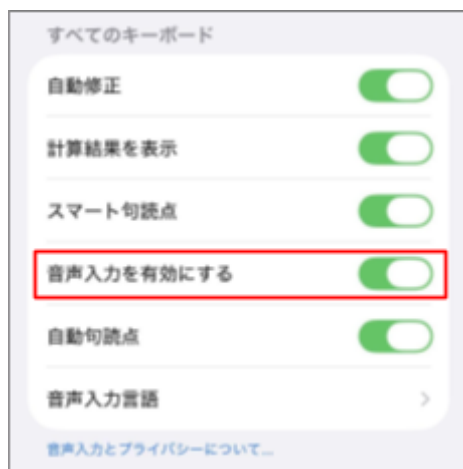 すべてのキーボード
自動修正
計算結果を表示
スマート句読点
音声入力を有効にする
自動句読点
音声入力言語
音声入力とプライバシーについて...